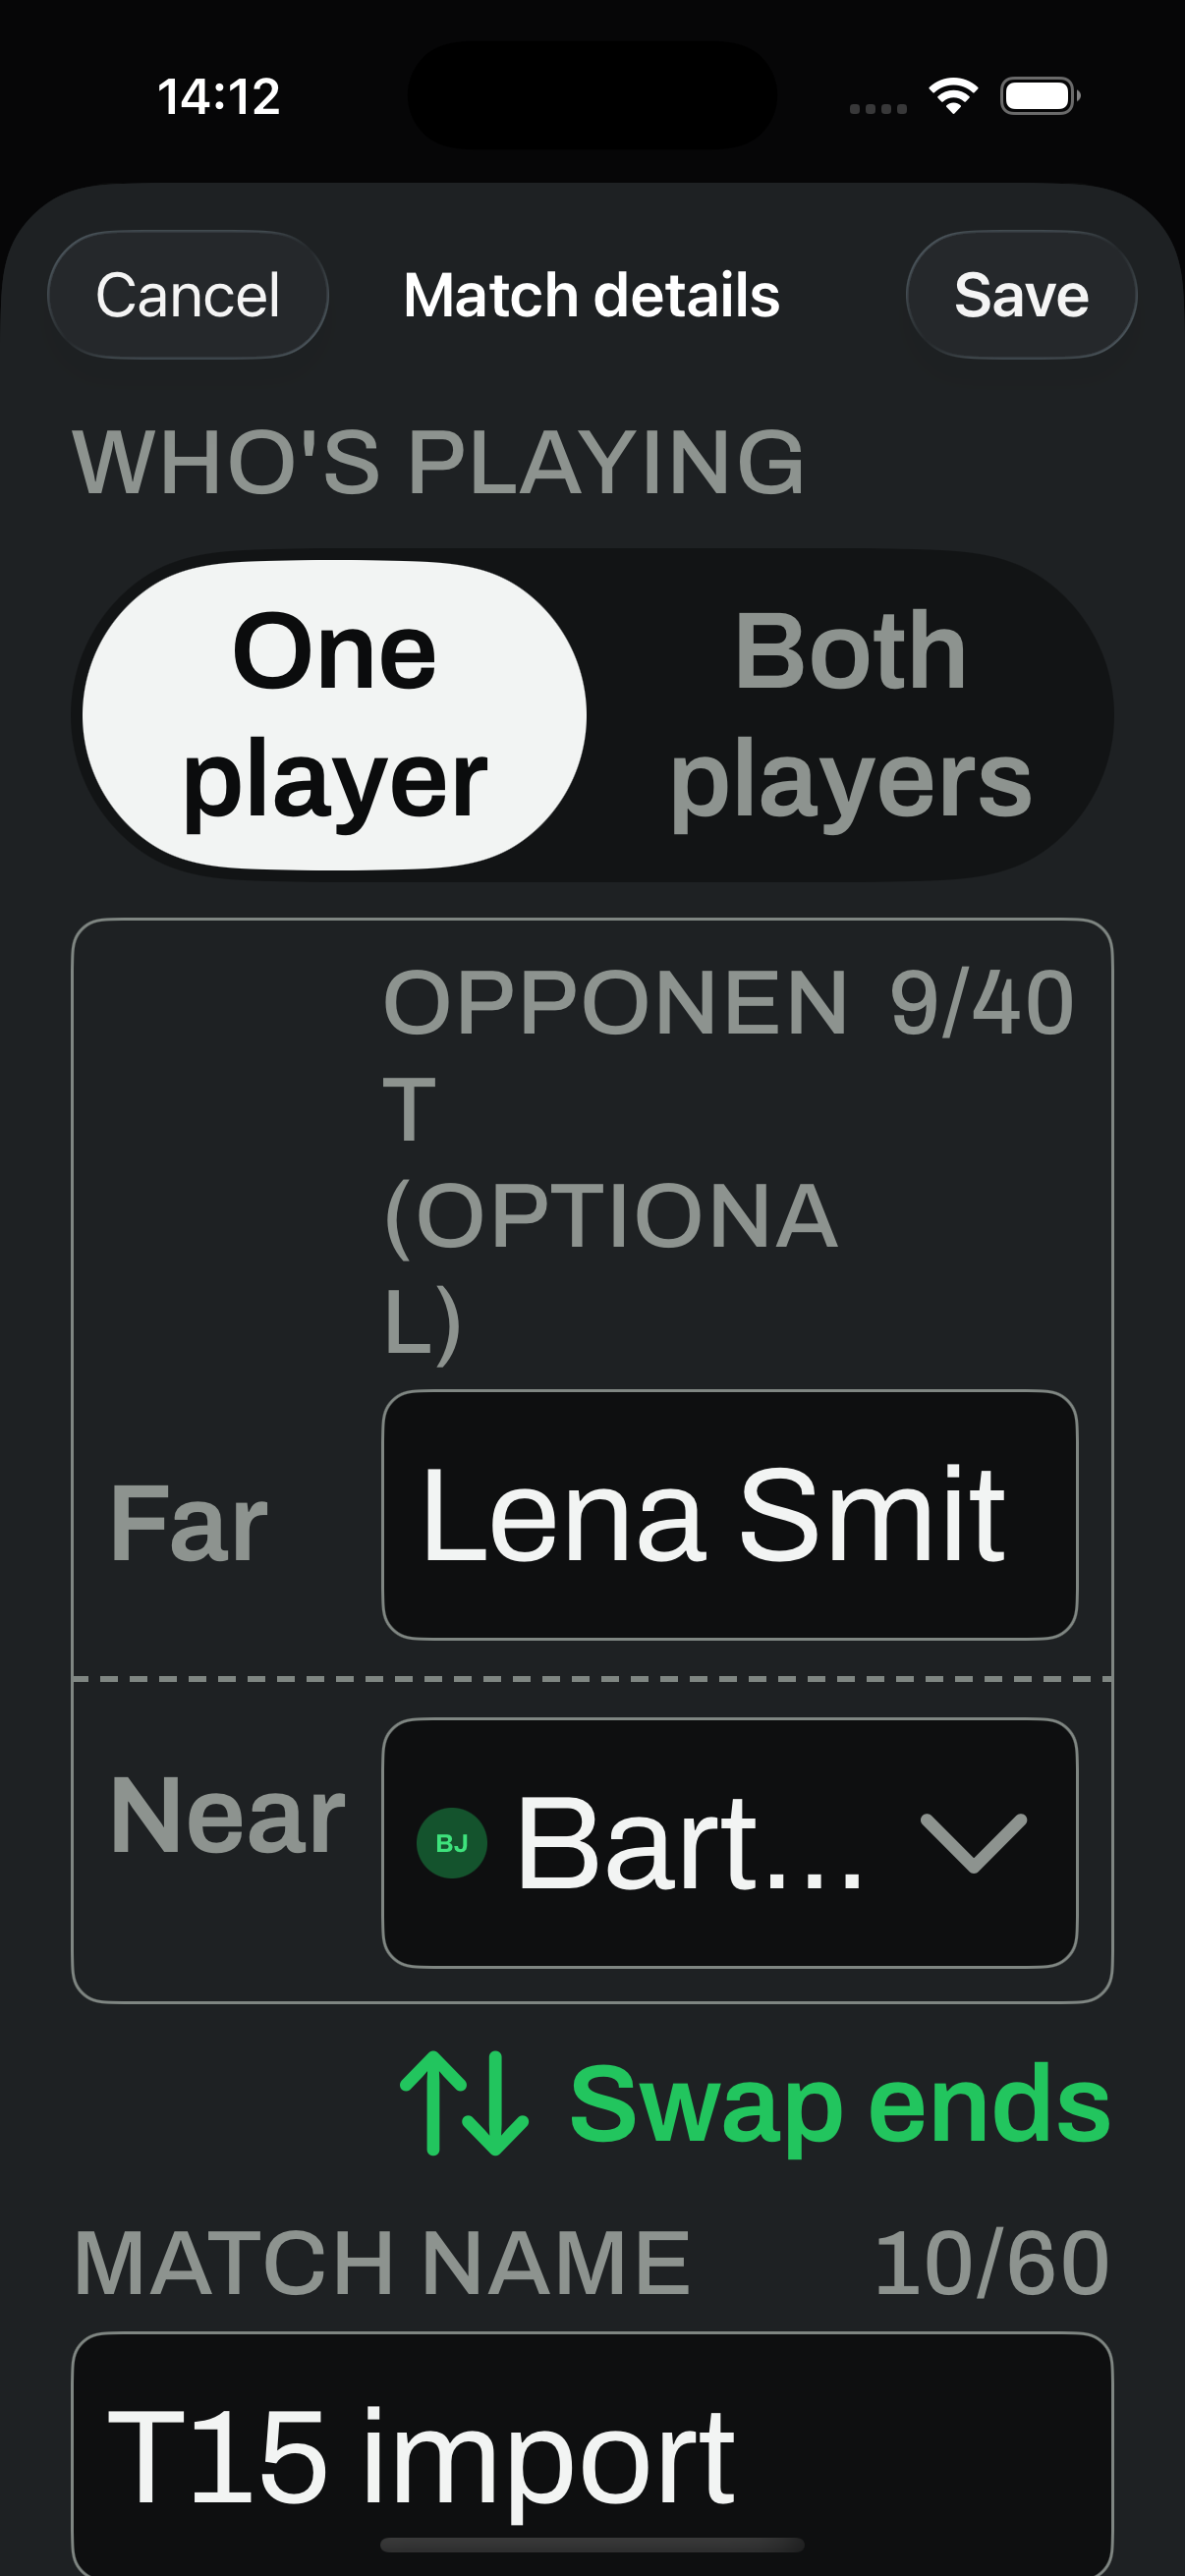 14:12
Cancel
Match details
Save
WHO'S PLAYING
One
player
Both
players
OPPONEN
T
(OPTIONA
L)
9/40
Far
Lena Smit
Near
BJ
Bart...
Swap ends
MATCH NAME
10/60
T15 import